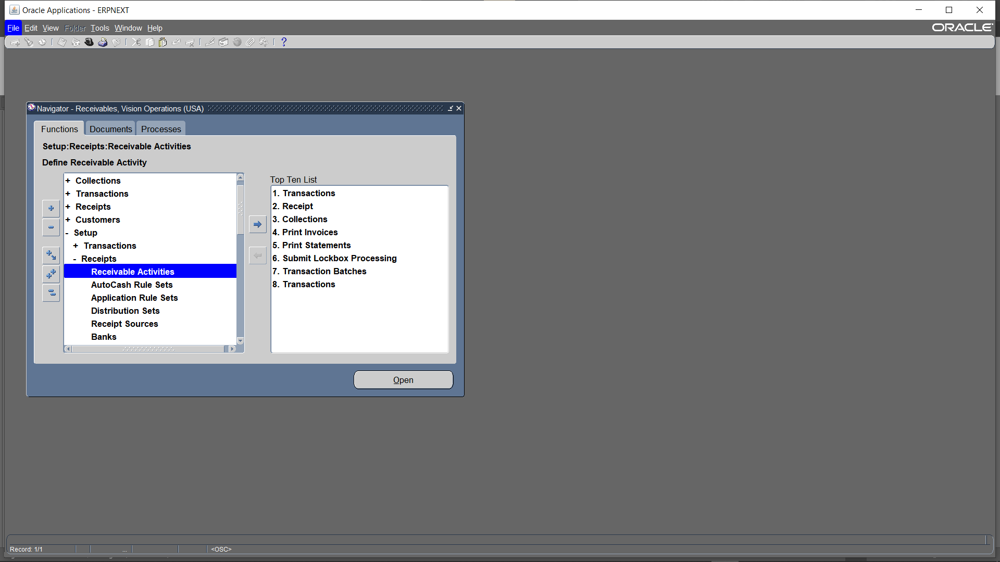 Oracle Applications - ERPNEXT
File Edit View Folder Tools Window Help
ORACLE
?
Navigator - Receivables, Vision Operations (USA)
Functions Documents Processes
Setup:Receipts:Receivable Activities
Define Receivable Activity
+ Collections
+ Transactions
+ Receipts
+ Customers
- Setup
+ Transactions
- Receipts
Receivable Activities
AutoCash Rule Sets
Application Rule Sets
Distribution Sets
Receipt Sources
Banks
Top Ten List
1. Transactions
2. Receipt
3. Collections
4. Print Invoices
5. Print Statements
6. Submit Lockbox Processing
7. Transaction Batches
8. Transactions
Open
Record: 1/1 ... <OSC>